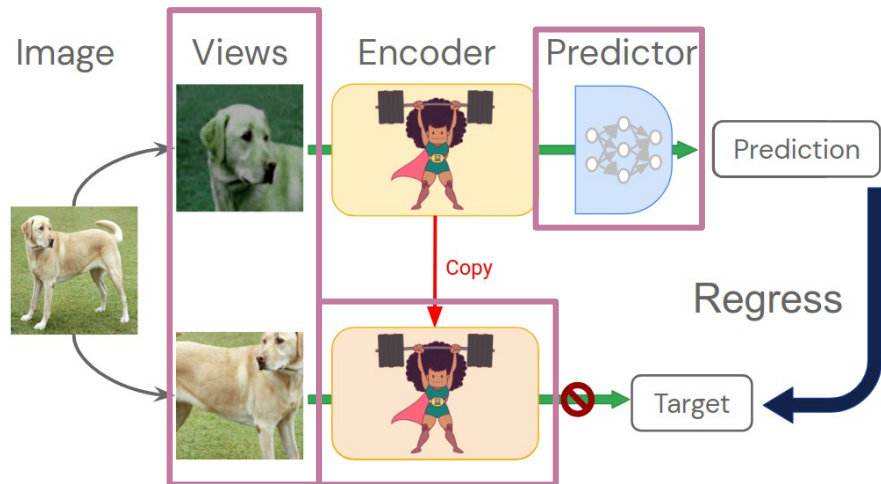 Image
Views
Encoder
Predictor
Prediction
Copy
Regress
Target